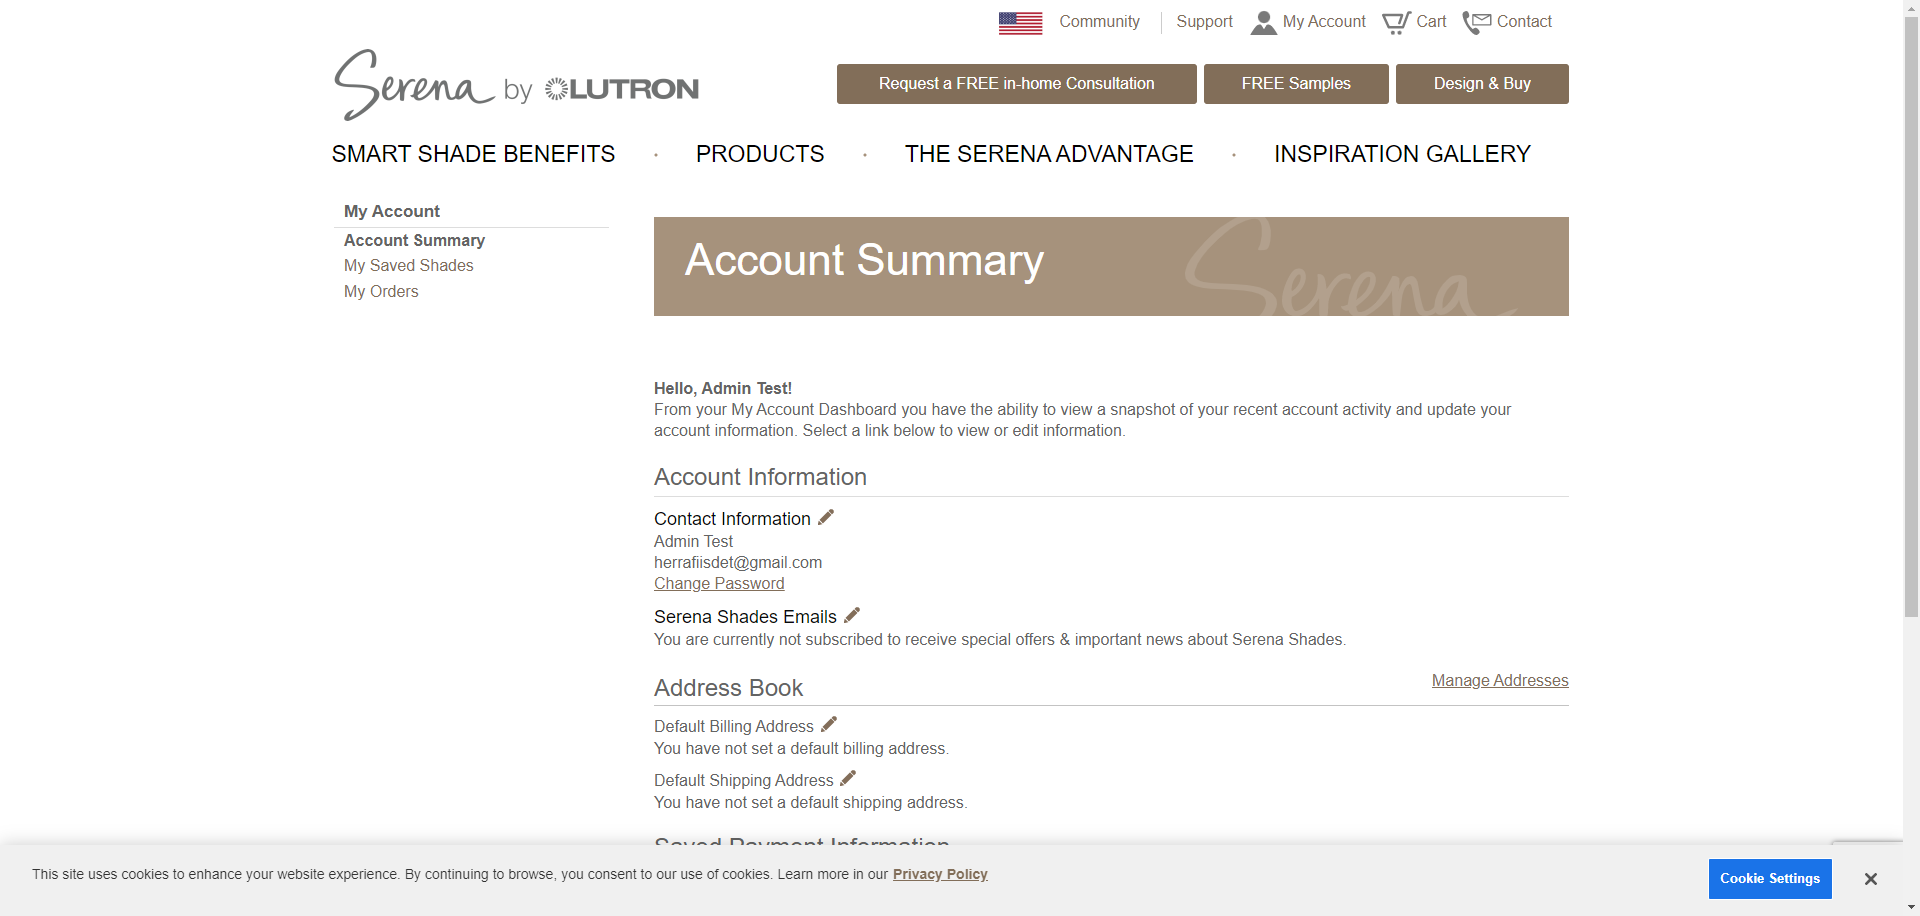 Community
Support
My Account
Cart
Contact
Serena by LUTRON
Request a FREE in-home Consultation
FREE Samples
Design & Buy
SMART SHADE BENEFITS
PRODUCTS
THE SERENA ADVANTAGE
INSPIRATION GALLERY
My Account
Account Summary
My Saved Shades
My Orders
Account Summary
Serena
Hello, Admin Test!
From your My Account Dashboard you have the ability to view a snapshot of your recent account activity and update your
account information. Select a link below to view or edit information.
Account Information
Contact Information
Admin Test
herrafiisdet@gmail.com
Change Password
Serena Shades Emails
You are currently not subscribed to receive special offers & important news about Serena Shades.
Address Book
Manage Addresses
Default Billing Address
You have not set a default billing address.
Default Shipping Address
You have not set a default shipping address.
Saved Payment Information
This site uses cookies to enhance your website experience. By continuing to browse, you consent to our use of cookies. Learn more in our Privacy Policy
Cookie Settings